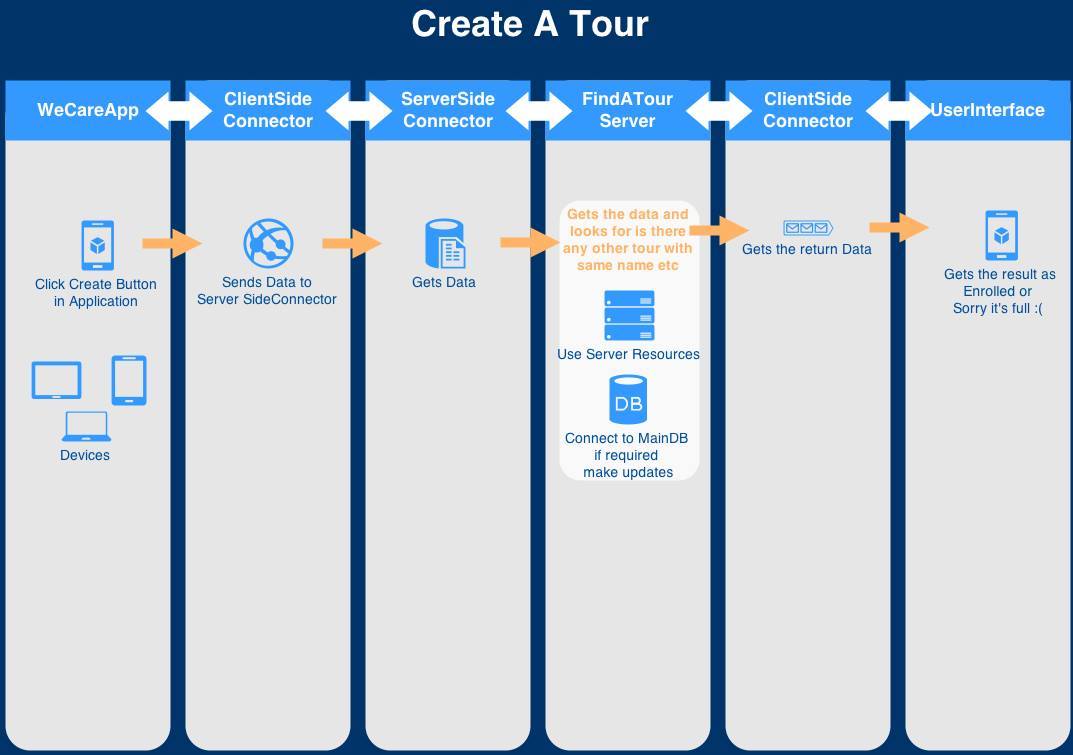 Create A Tour
WeCareApp
ClientSide
Connector
ServerSide
Connector
FindATour
Server
ClientSide
Connector
UserInterface
Click Create Button
in Application
Devices
Sends Data to
Server SideConnector
Gets Data
Gets the data and
looks for is there
any other tour with
same name etc
Use Server Resources
DB
Connect to MainDB
if required
make updates
Gets the return Data
Gets the result as
Enrolled or
Sorry it's full :(